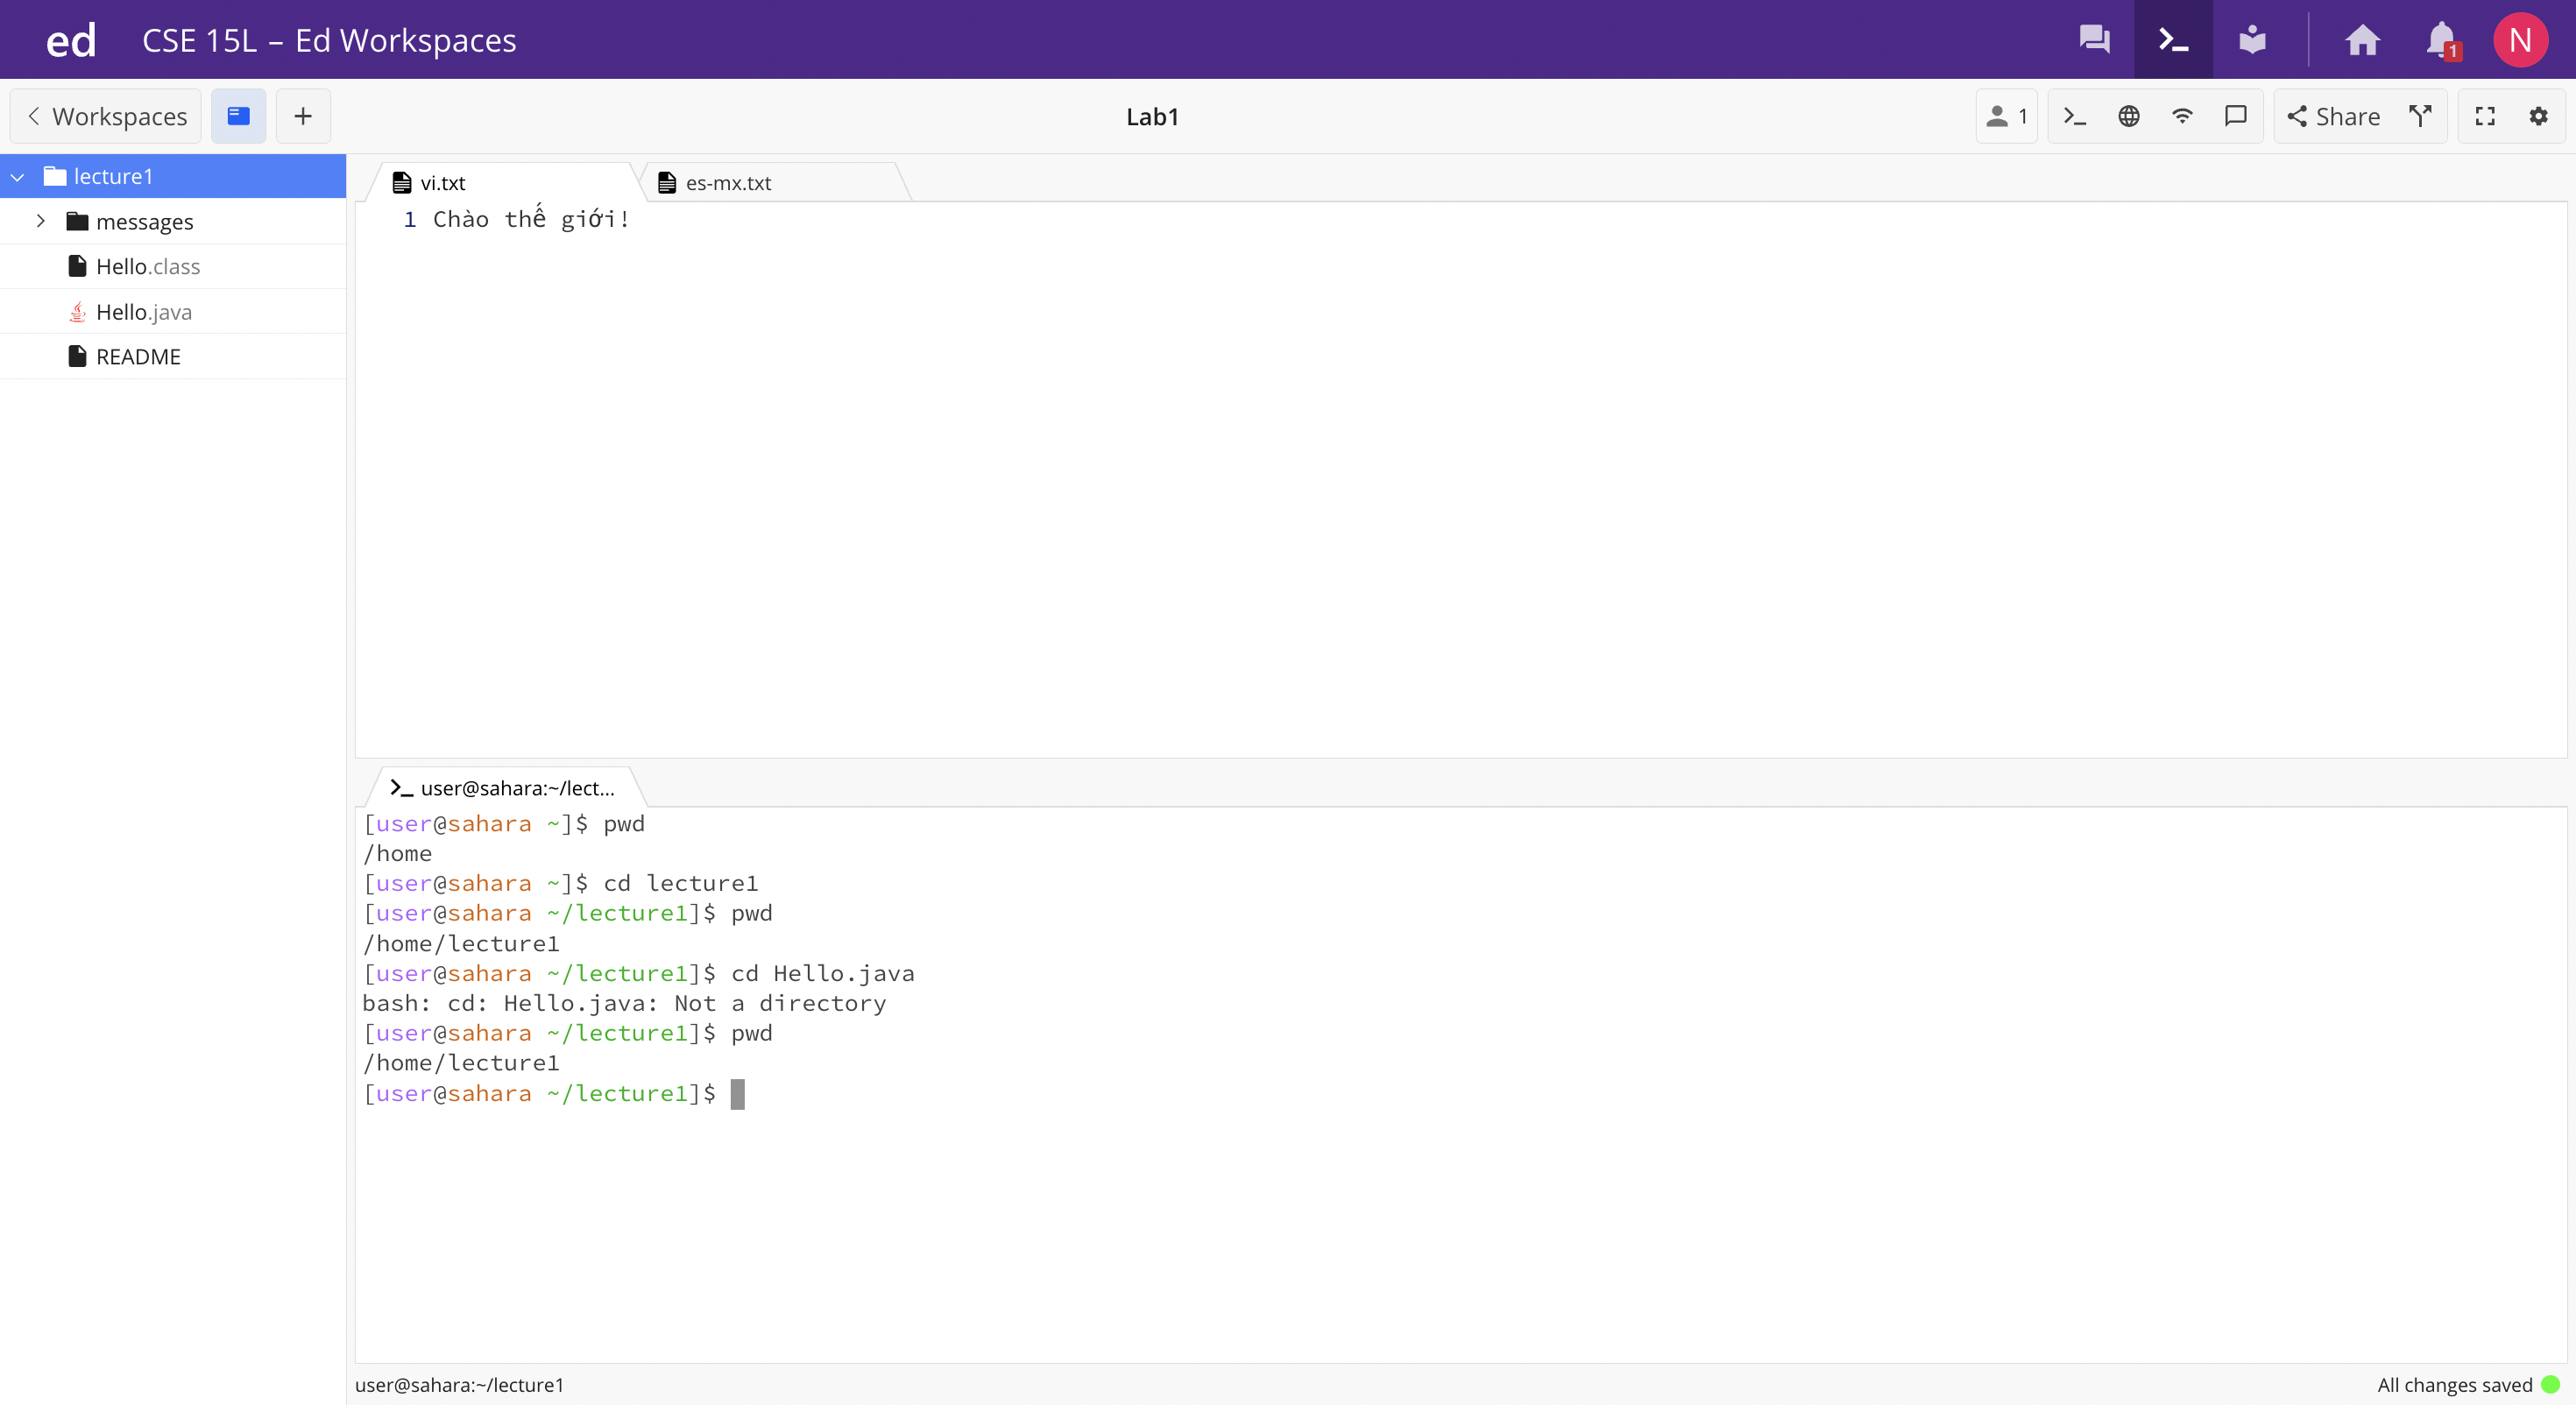 ed CSE 15L – Ed Workspaces 1 N
Workspaces Lab1 1 Share
lecture1
messages
Hello.class
Hello.java
README
vi.txt es-mx.txt
1 Chào thế giới!
user@sahara:~/lect...
[user@sahara ~]$ pwd
/home
[user@sahara ~]$ cd lecture1
[user@sahara ~/lecture1]$ pwd
/home/lecture1
[user@sahara ~/lecture1]$ cd Hello.java
bash: cd: Hello.java: Not a directory
[user@sahara ~/lecture1]$ pwd
/home/lecture1
[user@sahara ~/lecture1]$
user@sahara:~/lecture1 All changes saved